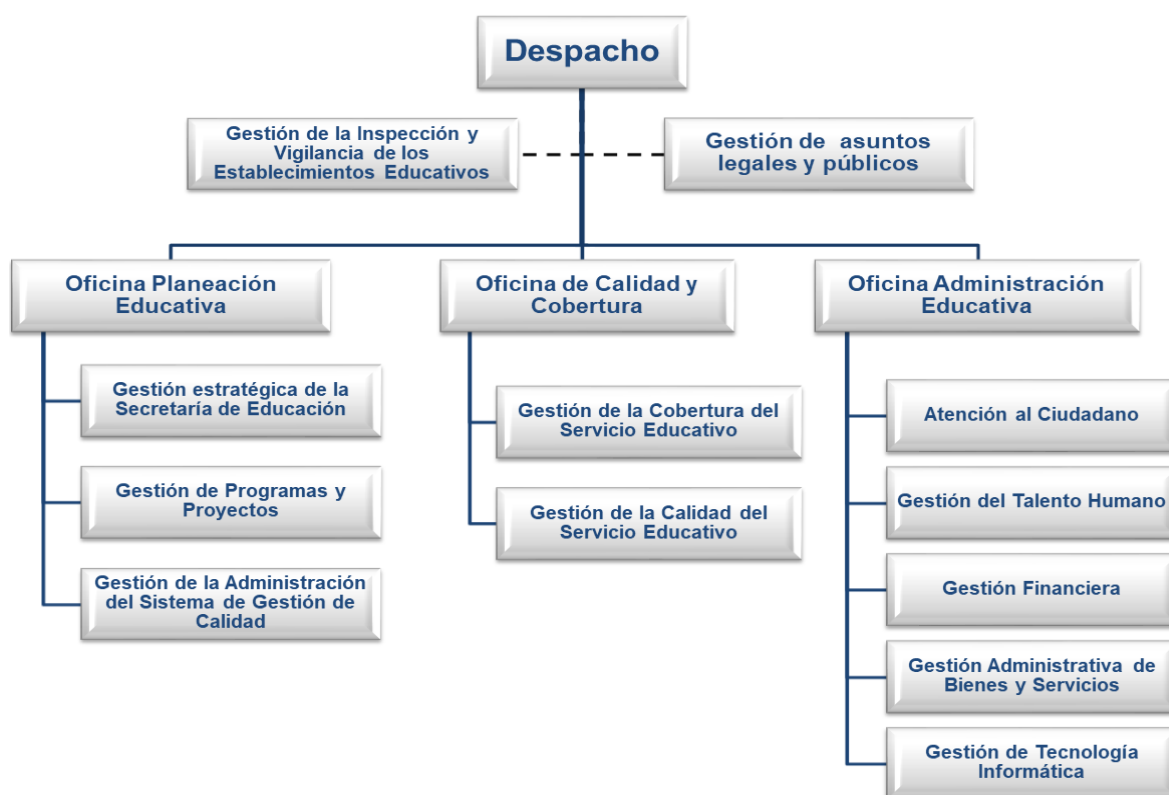 Despacho
Gestión de la Inspección y
Vigilancia de los
Establecimientos Educativos
Gestión de asuntos
legales y públicos
Oficina Planeación
Educativa
Gestión estratégica de la
Secretaría de Educación
Gestión de Programas y
Proyectos
Gestión de la Administración
del Sistema de Gestión de
Calidad
Oficina de Calidad y
Cobertura
Gestión de la Cobertura del
Servicio Educativo
Gestión de la Calidad del
Servicio Educativo
Oficina Administración
Educativa
Atención al Ciudadano
Gestión del Talento Humano
Gestión Financiera
Gestión Administrativa de
Bienes y Servicios
Gestión de Tecnología
Informática